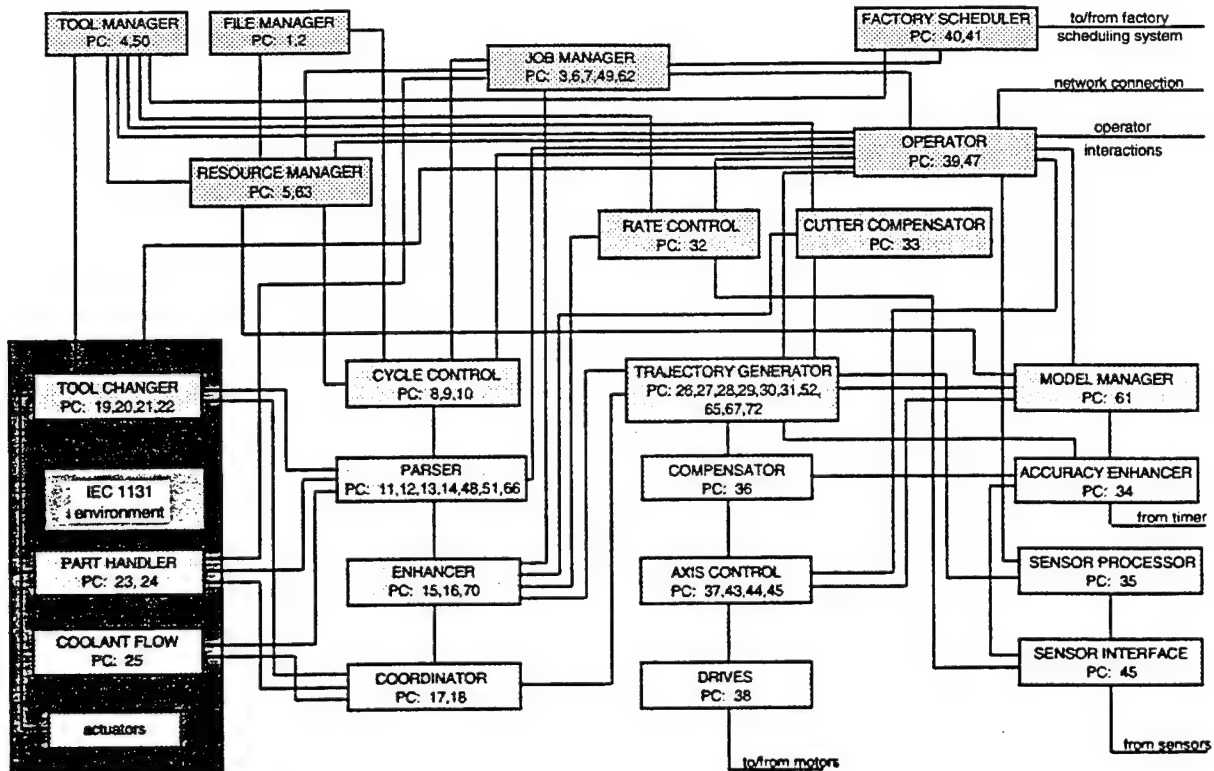 TOOL MANAGER
PC: 4,50
FILE MANAGER
PC: 1,2
FACTORY SCHEDULER
PC: 40,41
to/from factory
scheduling system
JOB MANAGER
PC: 3,6,7,49,62
network connection
OPERATOR
PC: 39,47
operator
interactions
RESOURCE MANAGER
PC: 5,63
RATE CONTROL
PC: 32
CUTTER COMPENSATOR
PC: 33
TOOL CHANGER
PC: 19,20,21,22
CYCLE CONTROL
PC: 8,9,10
TRAJECTORY GENERATOR
PC: 26,27,28,29,30,31,52,
65,67,72
MODEL MANAGER
PC: 61
IEC 1131
environment
PARSER
PC: 11,12,13,14,48,51,66
COMPENSATOR
PC: 36
ACCURACY ENHANCER
PC: 34
from timer
PART HANDLER
PC: 23, 24
ENHANCER
PC: 15,16,70
AXIS CONTROL
PC: 37,43,44,45
SENSOR PROCESSOR
PC: 35
COOLANT FLOW
PC: 25
COORDINATOR
PC: 17,18
DRIVES
PC: 38
SENSOR INTERFACE
PC: 45
actuators
to/from motors
from sensors